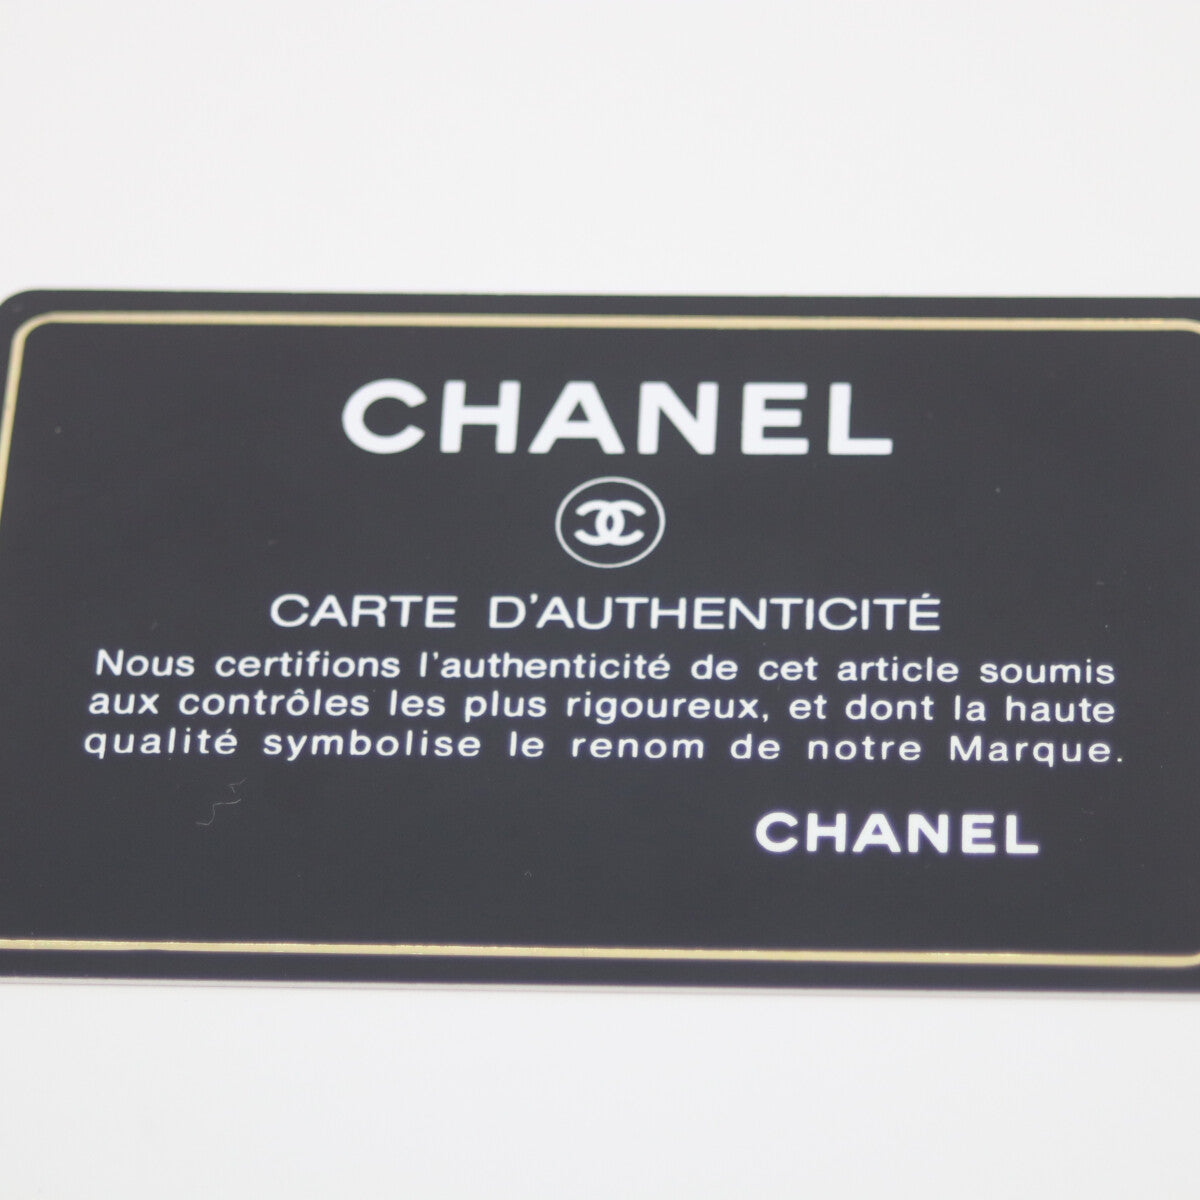 CHANEL
CARTE D'AUTHENTICITÉ
Nous certifions l'authenticité de cet article soumis
aux contrôles les plus rigoureux, et dont la haute
qualité symbolise le renom de notre Marque.
CHANEL